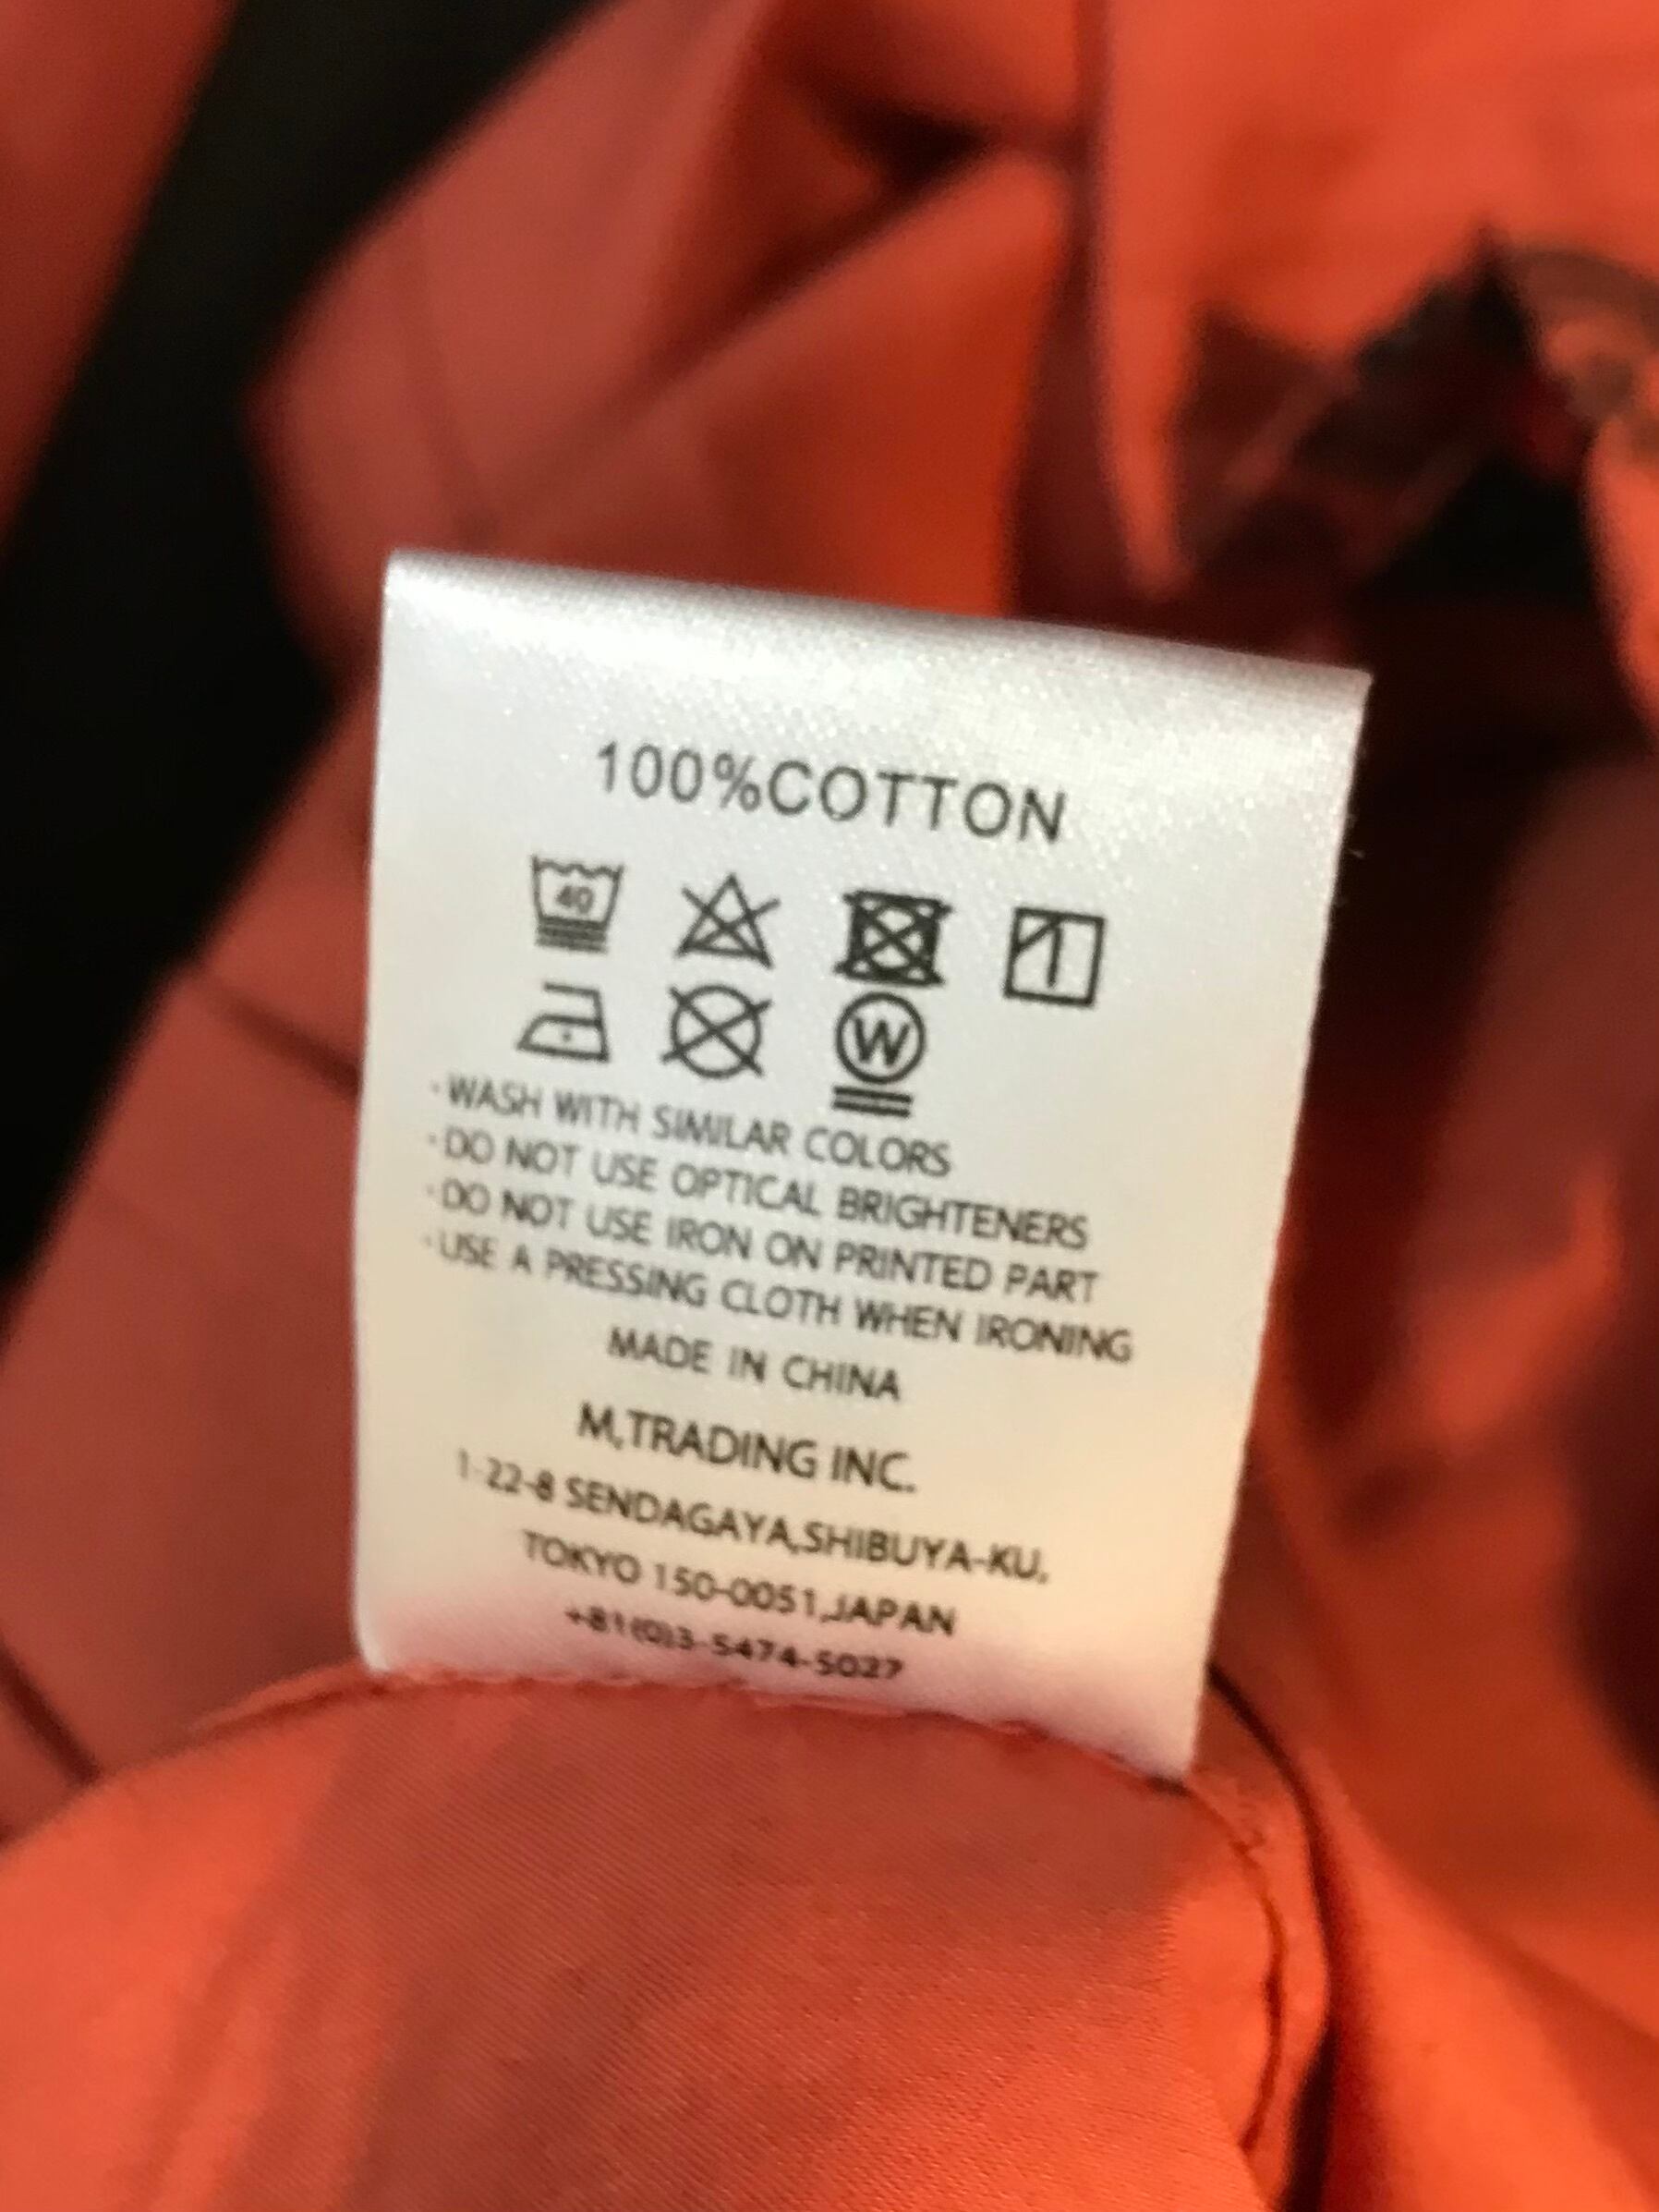 100%COTTON
40
W
·WASH WITH SIMILAR COLORS
·DO NOT USE OPTICAL BRIGHTENERS
·DO NOT USE IRON ON PRINTED PART
·USE A PRESSING CLOTH WHEN IRONING
MADE IN CHINA
M,TRADING INC.
1-22-8 SENDAGAYA,SHIBUYA-KU,
TOKYO 150-0051,JAPAN
+81(0)3-5474-5027